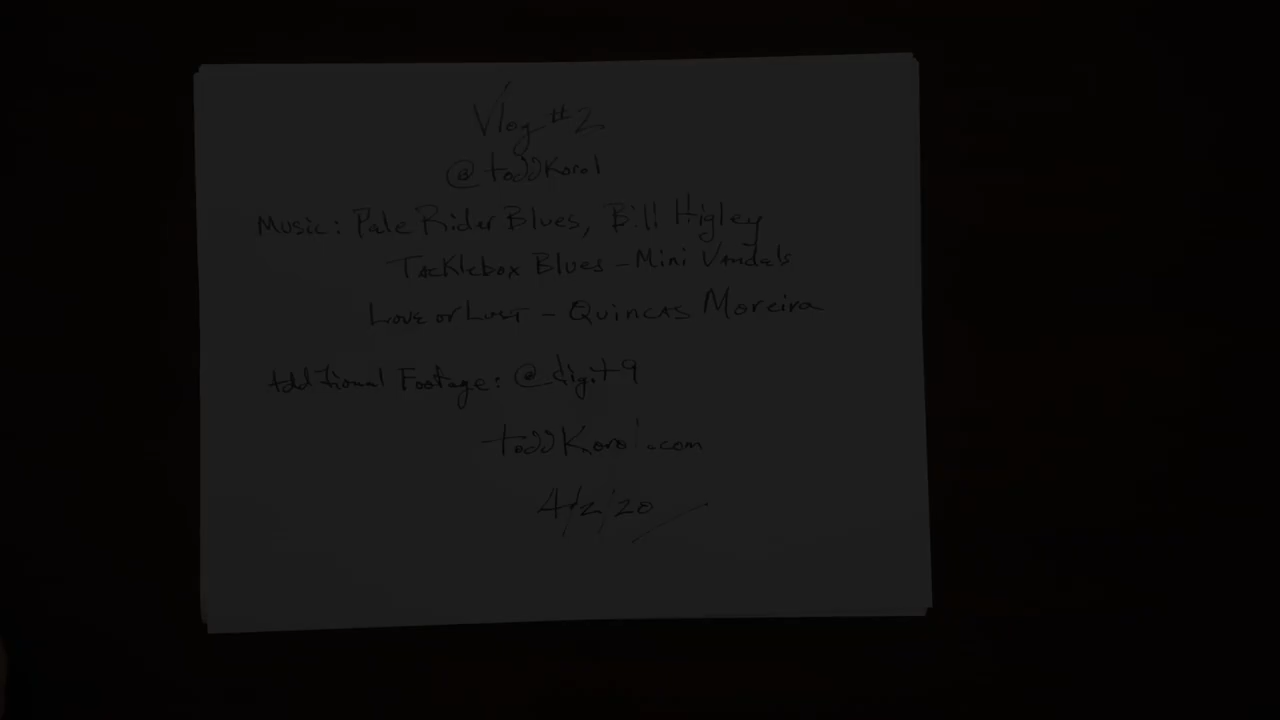 Vlog #2
@toddKorol
Music: Pale Rider Blues, Bill Higley
Tacklebox Blues - Mini Vandals
Love or Lust - Quincas Moreira
Additional Footage: @digit9
toddKorol.com
4/2/'20